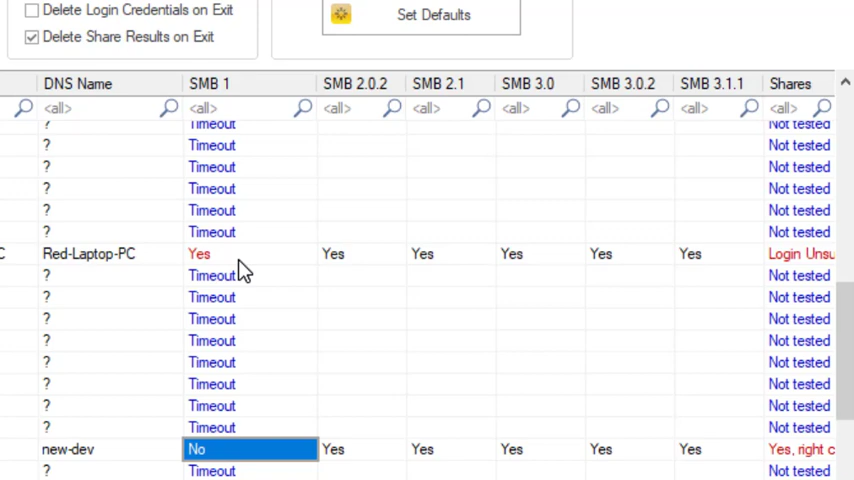 Delete Login Credentials on Exit
Set Defaults
Delete Share Results on Exit
DNS Name SMB 1 SMB 2.0.2 SMB 2.1 SMB 3.0 SMB 3.0.2 SMB 3.1.1 Shares
<all> <all> <all> <all> <all> <all> <all> <all>
? Timeout Not tested
? Timeout Not tested
? Timeout Not tested
? Timeout Not tested
? Timeout Not tested
? Timeout Not tested
C Red-Laptop-PC Yes Yes Yes Yes Yes Yes Login Unsu
? Timeout Not tested
? Timeout Not tested
? Timeout Not tested
? Timeout Not tested
? Timeout Not tested
? Timeout Not tested
? Timeout Not tested
? Timeout Not tested
new-dev No Yes Yes Yes Yes Yes Yes, right c
? Timeout Not tested